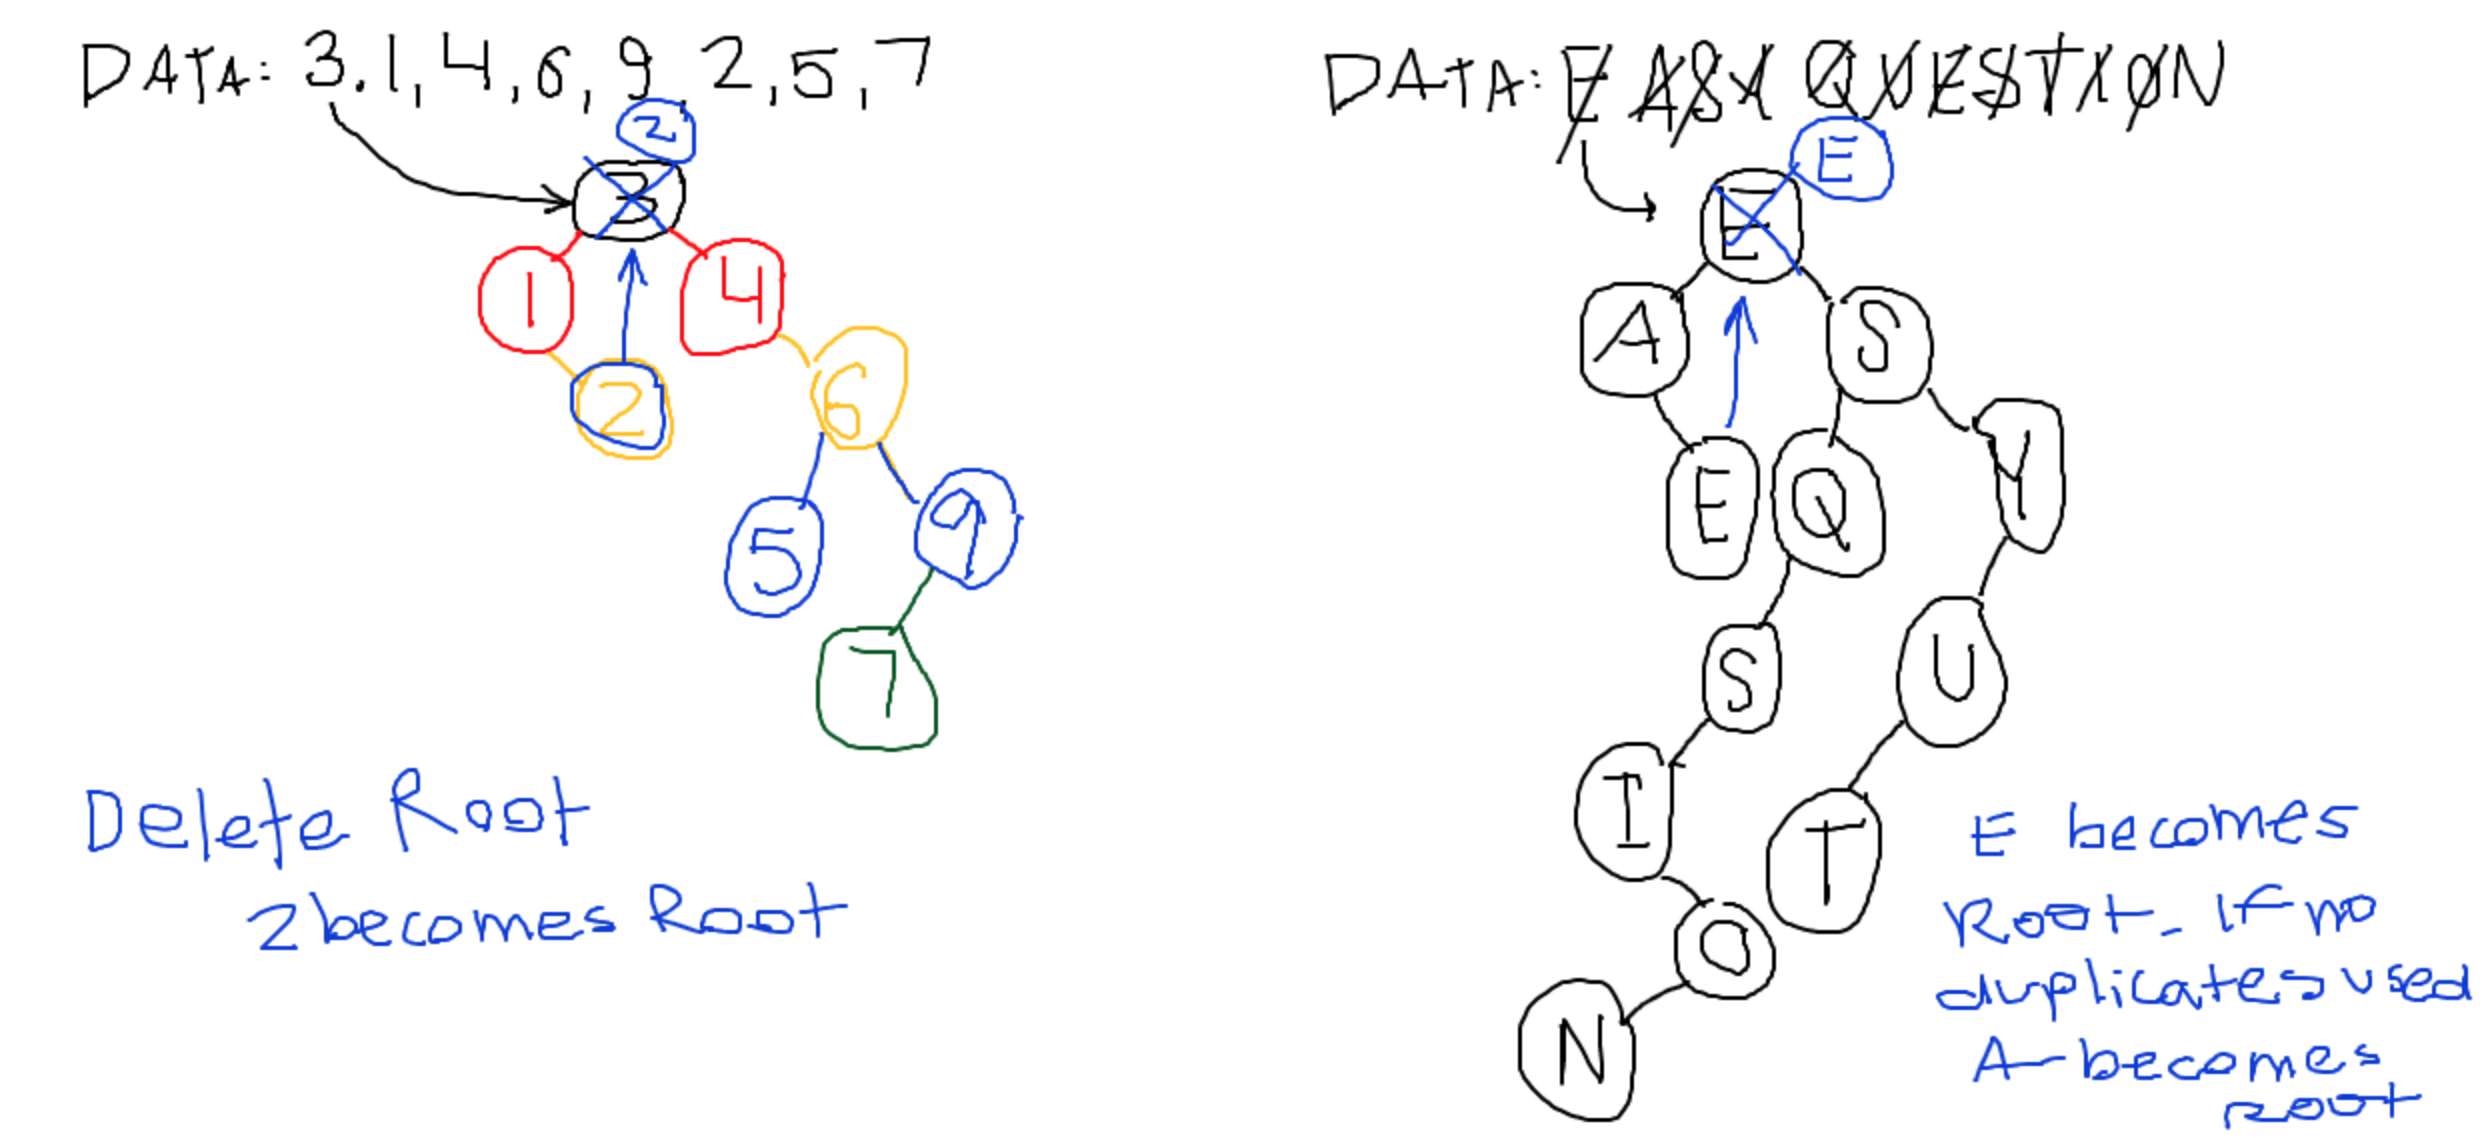 DATA: 3.1,4,6,9,2,5,7
2
3
1
4
2
6
5
9
7
Delete Root
2 becomes Root
DATA: EASY QUESTION
E
E
A
S
E
Q
Y
S
U
I
T
O
N
E becomes
Root. If no
duplicates used
A-becomes
root